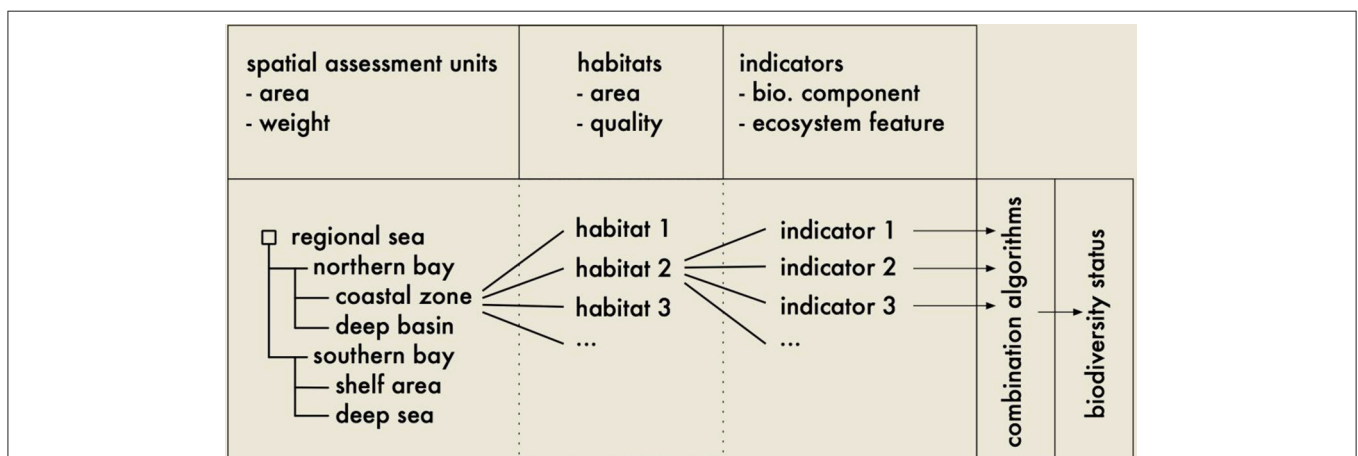 spatial assessment units
- area
- weight
habitats
- area
- quality
indicators
- bio. component
- ecosystem feature
regional sea
northern bay
coastal zone
deep basin
southern bay
shelf area
deep sea
habitat 1
habitat 2
habitat 3
...
indicator 1
indicator 2
indicator 3
...
combination algorithms
biodiversity status